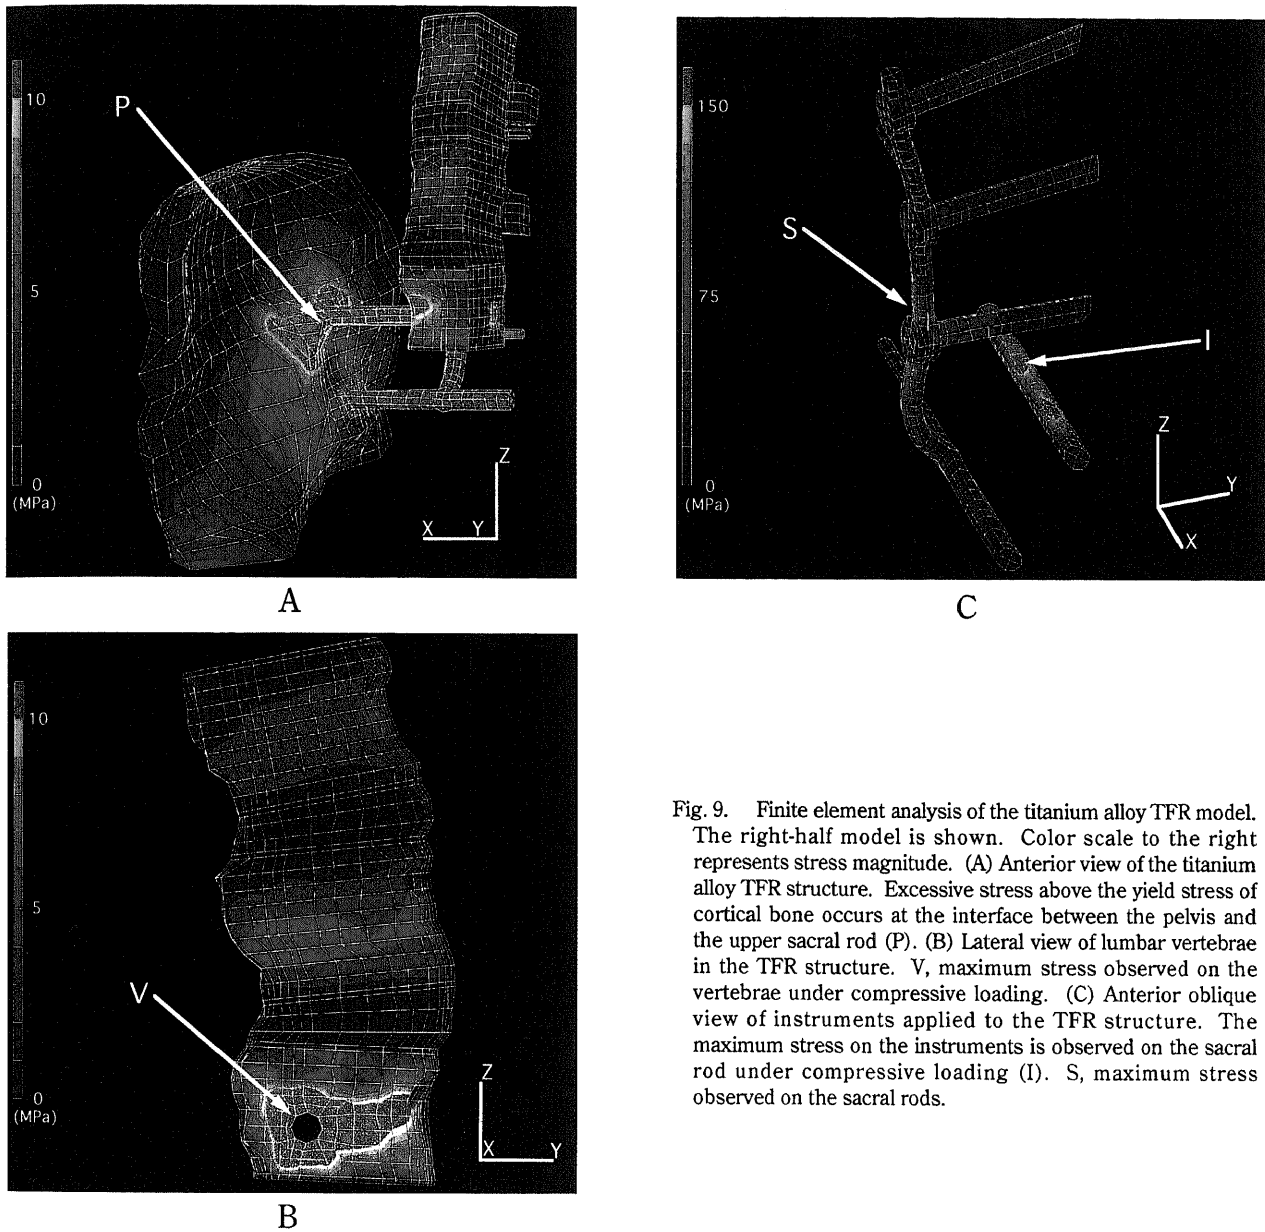 10
P
5
0
(MPa)
Z
X Y
A
150
S
75
I
0
(MPa)
Z
Y
X
C
10
5
V
0
(MPa)
Z
X Y
B
Fig. 9. Finite element analysis of the titanium alloy TFR model.
The right-half model is shown. Color scale to the right
represents stress magnitude. (A) Anterior view of the titanium
alloy TFR structure. Excessive stress above the yield stress of
cortical bone occurs at the interface between the pelvis and
the upper sacral rod (P). (B) Lateral view of lumbar vertebrae
in the TFR structure. V, maximum stress observed on the
vertebrae under compressive loading. (C) Anterior oblique
view of instruments applied to the TFR structure. The
maximum stress on the instruments is observed on the sacral
rod under compressive loading (I). S, maximum stress
observed on the sacral rods.